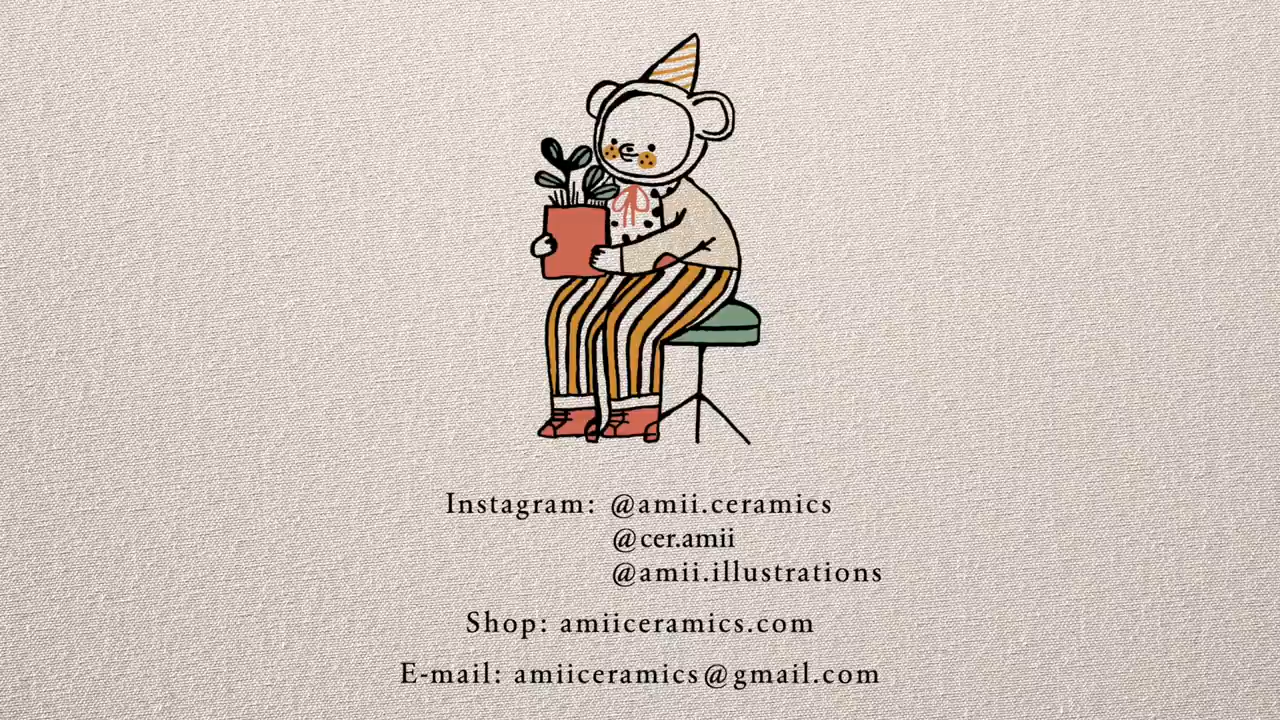 Instagram: @amii.ceramics
@cer.amii
@amii.illustrations
Shop: amiiceramics.com
E-mail: amiiceramics@gmail.com